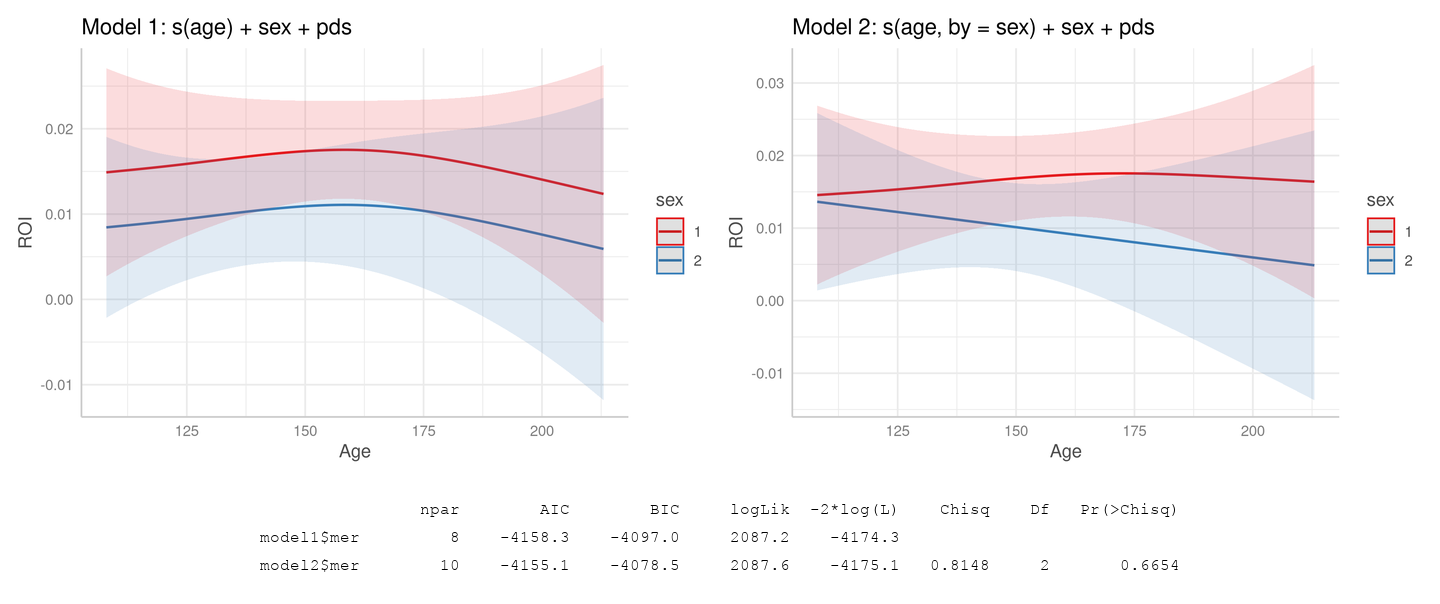 Model 1: s(age) + sex + pds
ROI
0.02
0.01
0.00
-0.01
125 150 175 200
Age
sex
1
2
Model 2: s(age, by = sex) + sex + pds
ROI
0.03
0.02
0.01
0.00
-0.01
125 150 175 200
Age
sex
1
2
npar AIC BIC logLik -2*log(L) Chisq Df Pr(>Chisq)
model1$mer 8 -4158.3 -4097.0 2087.2 -4174.3
model2$mer 10 -4155.1 -4078.5 2087.6 -4175.1 0.8148 2 0.6654